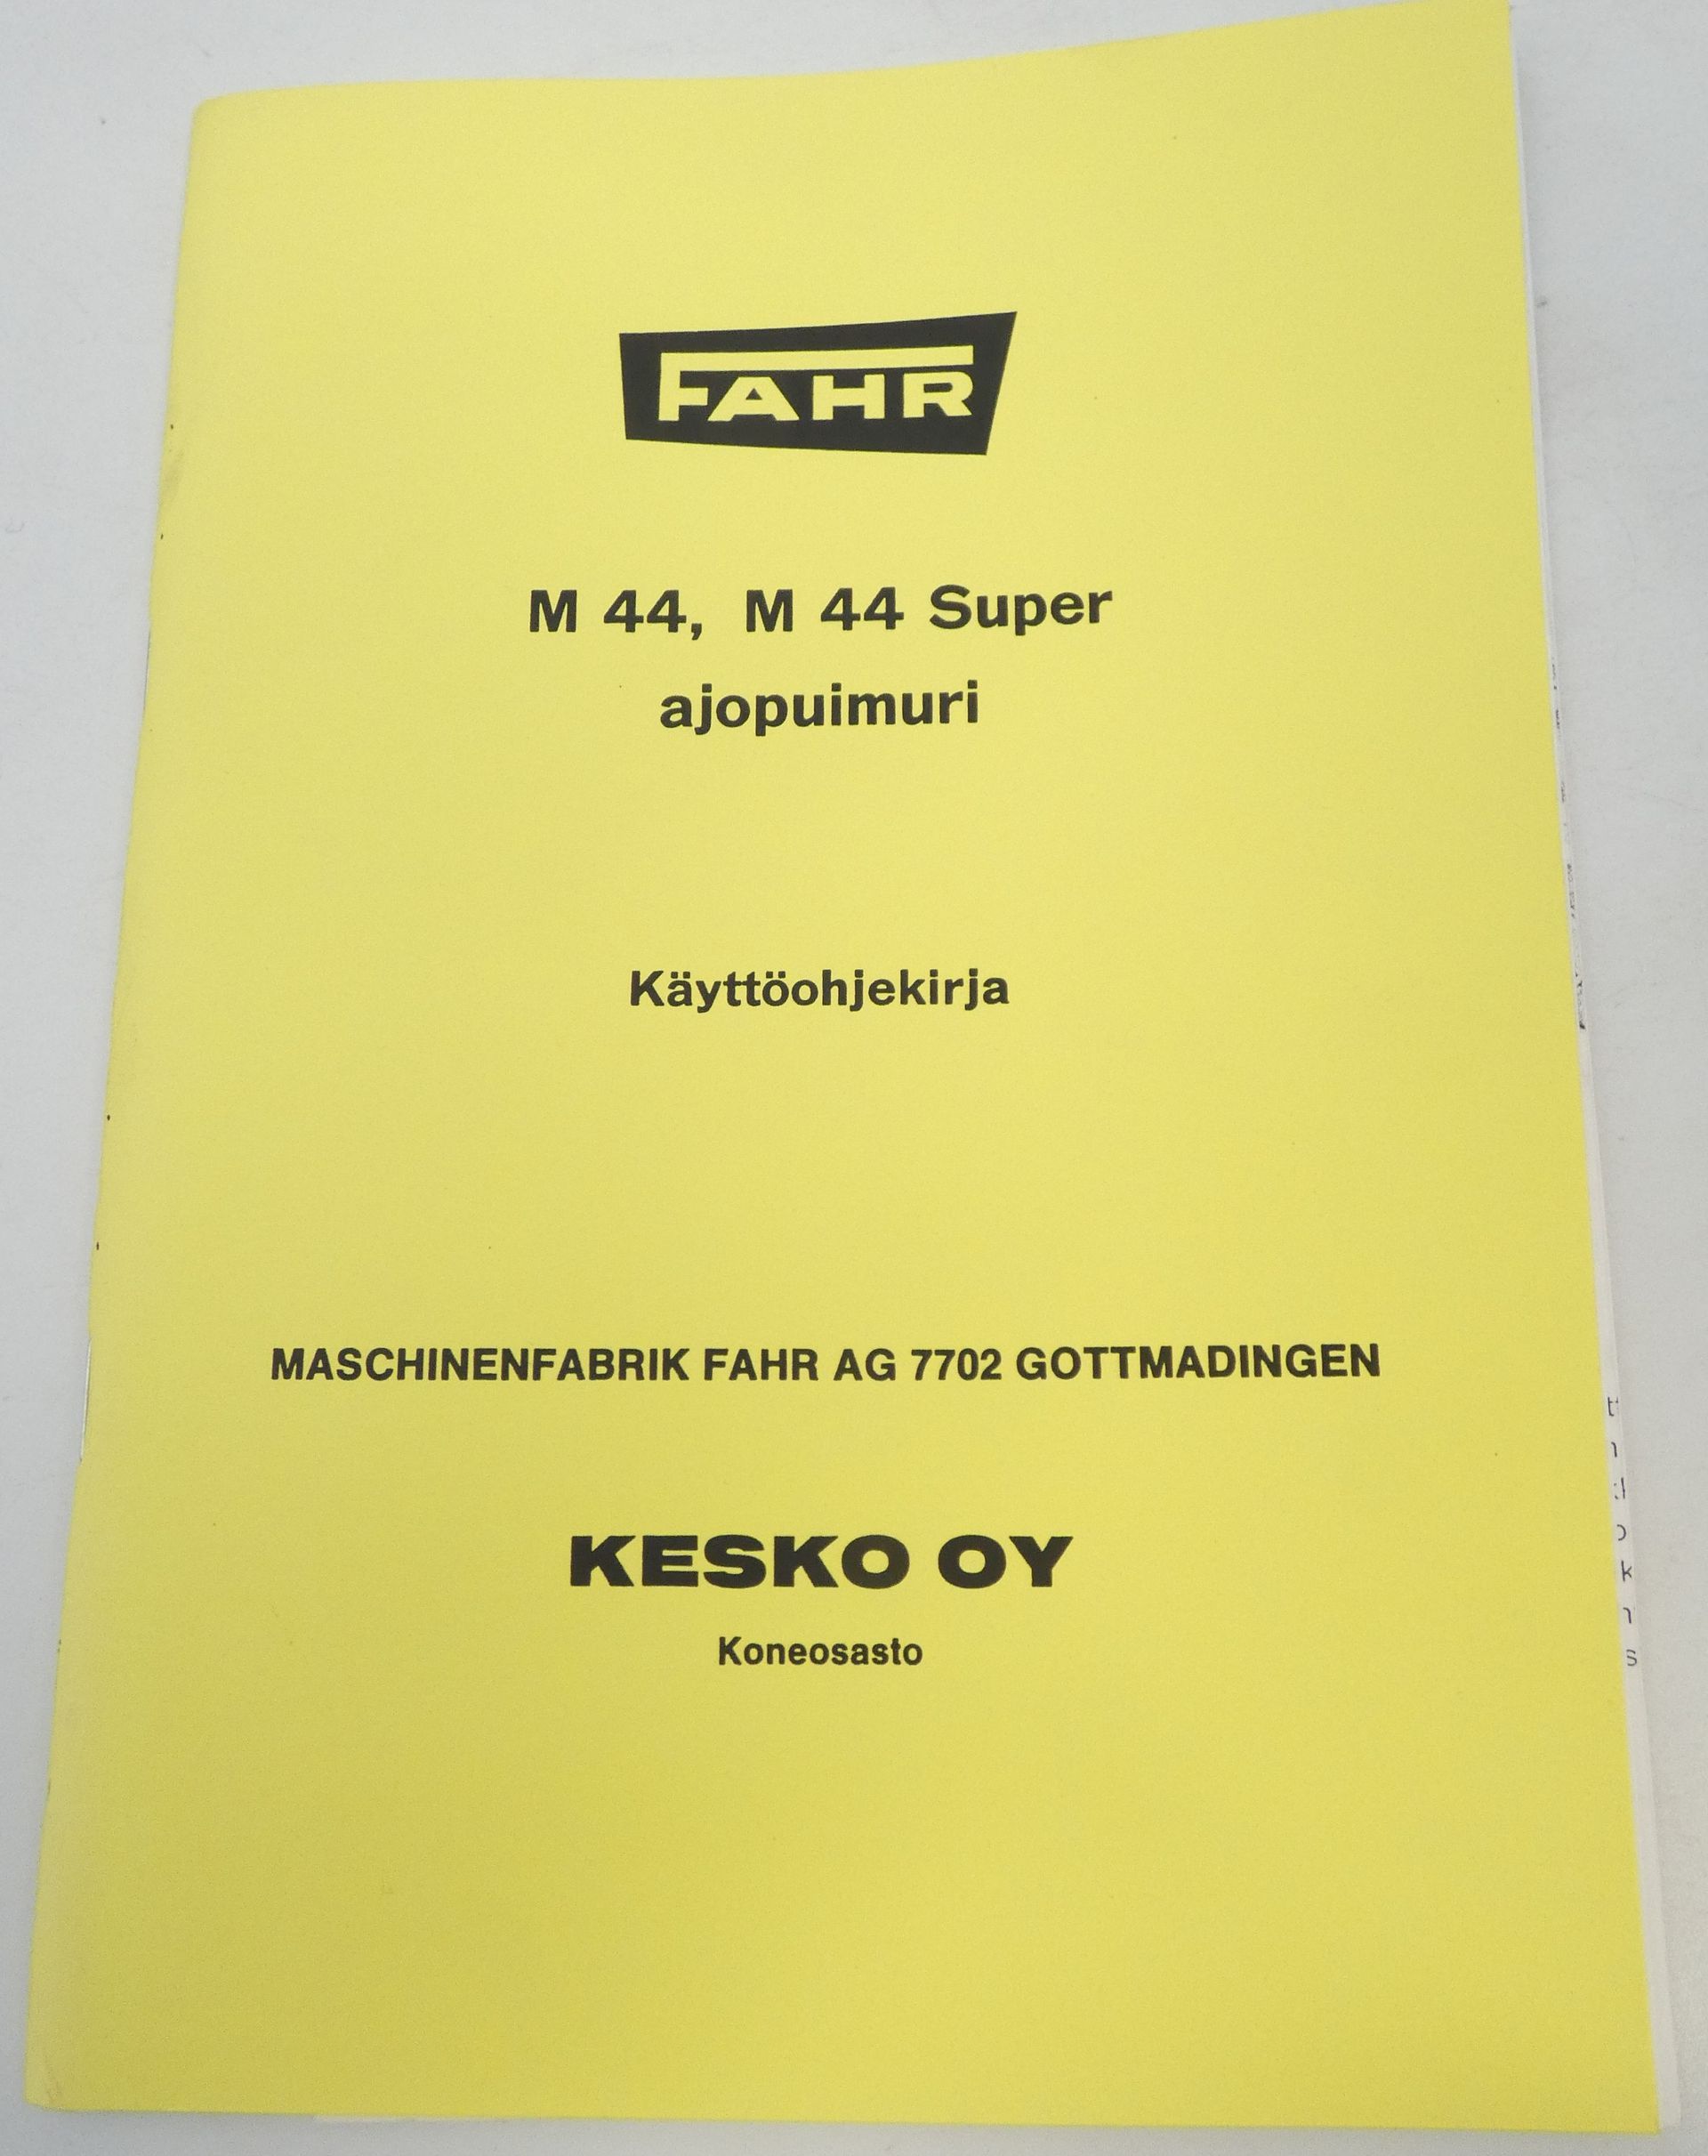 FAHR
M 44, M 44 Super
ajopuimuri
Käyttöohjekirja
MASCHINENFABRIK FAHR AG 7702 GOTTMADINGEN
KESKO OY
Koneosasto